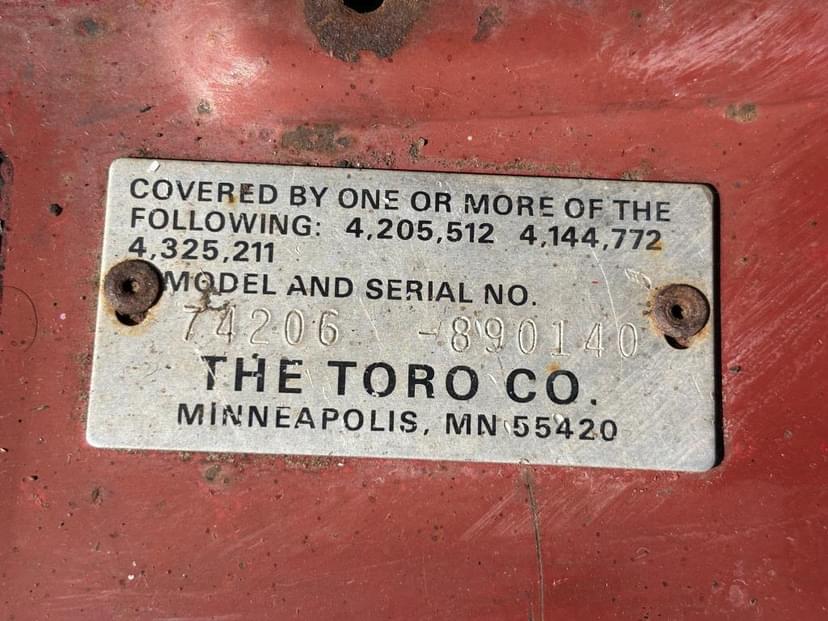 COVERED BY ONE OR MORE OF THE
FOLLOWING: 4,205,512 4,144,772
4,325,211
MODEL AND SERIAL NO.
74206 -890140
THE TORO CO.
MINNEAPOLIS, MN 55420